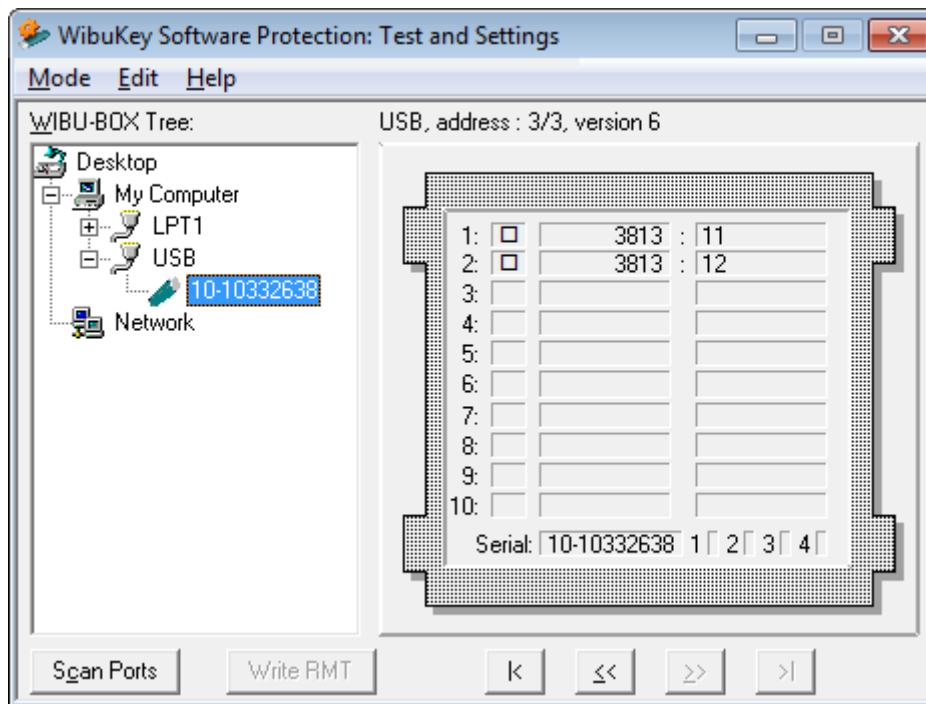 WibuKey Software Protection: Test and Settings
Mode Edit Help
WIBU-BOX Tree:
Desktop
My Computer
LPT1
USB
10-10332638
Network
USB, address : 3/3, version 6
1: 3813 : 11
2: 3813 : 12
3:
4:
5:
6:
7:
8:
9:
10:
Serial: 10-10332638 1 2 3 4
Scan Ports Write RMT |< << >> >|